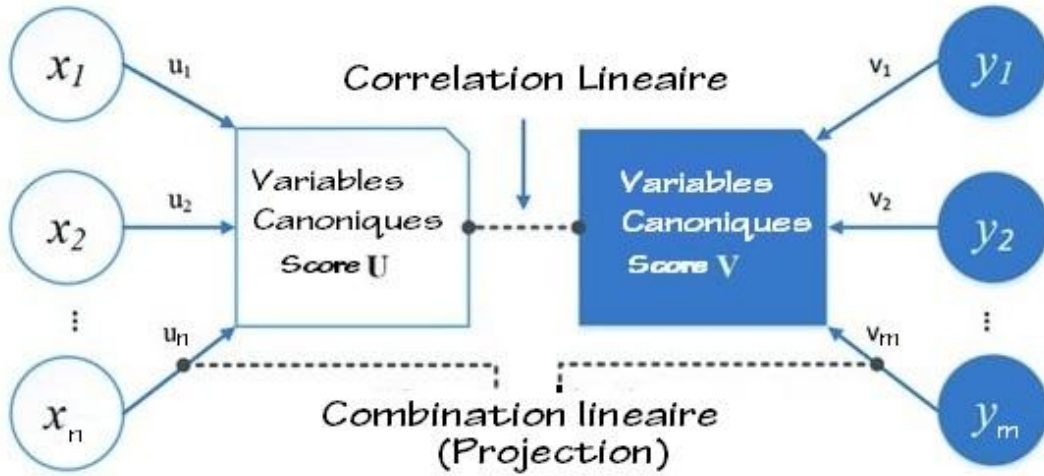 x1
u1
Correlation Lineaire
v1
y1
Variables
Canoniques
Score U
Variables
Canoniques
Score V
x2
u2
v2
y2
⋮
un
vm
⋮
xn
Combination lineaire
(Projection)
ym